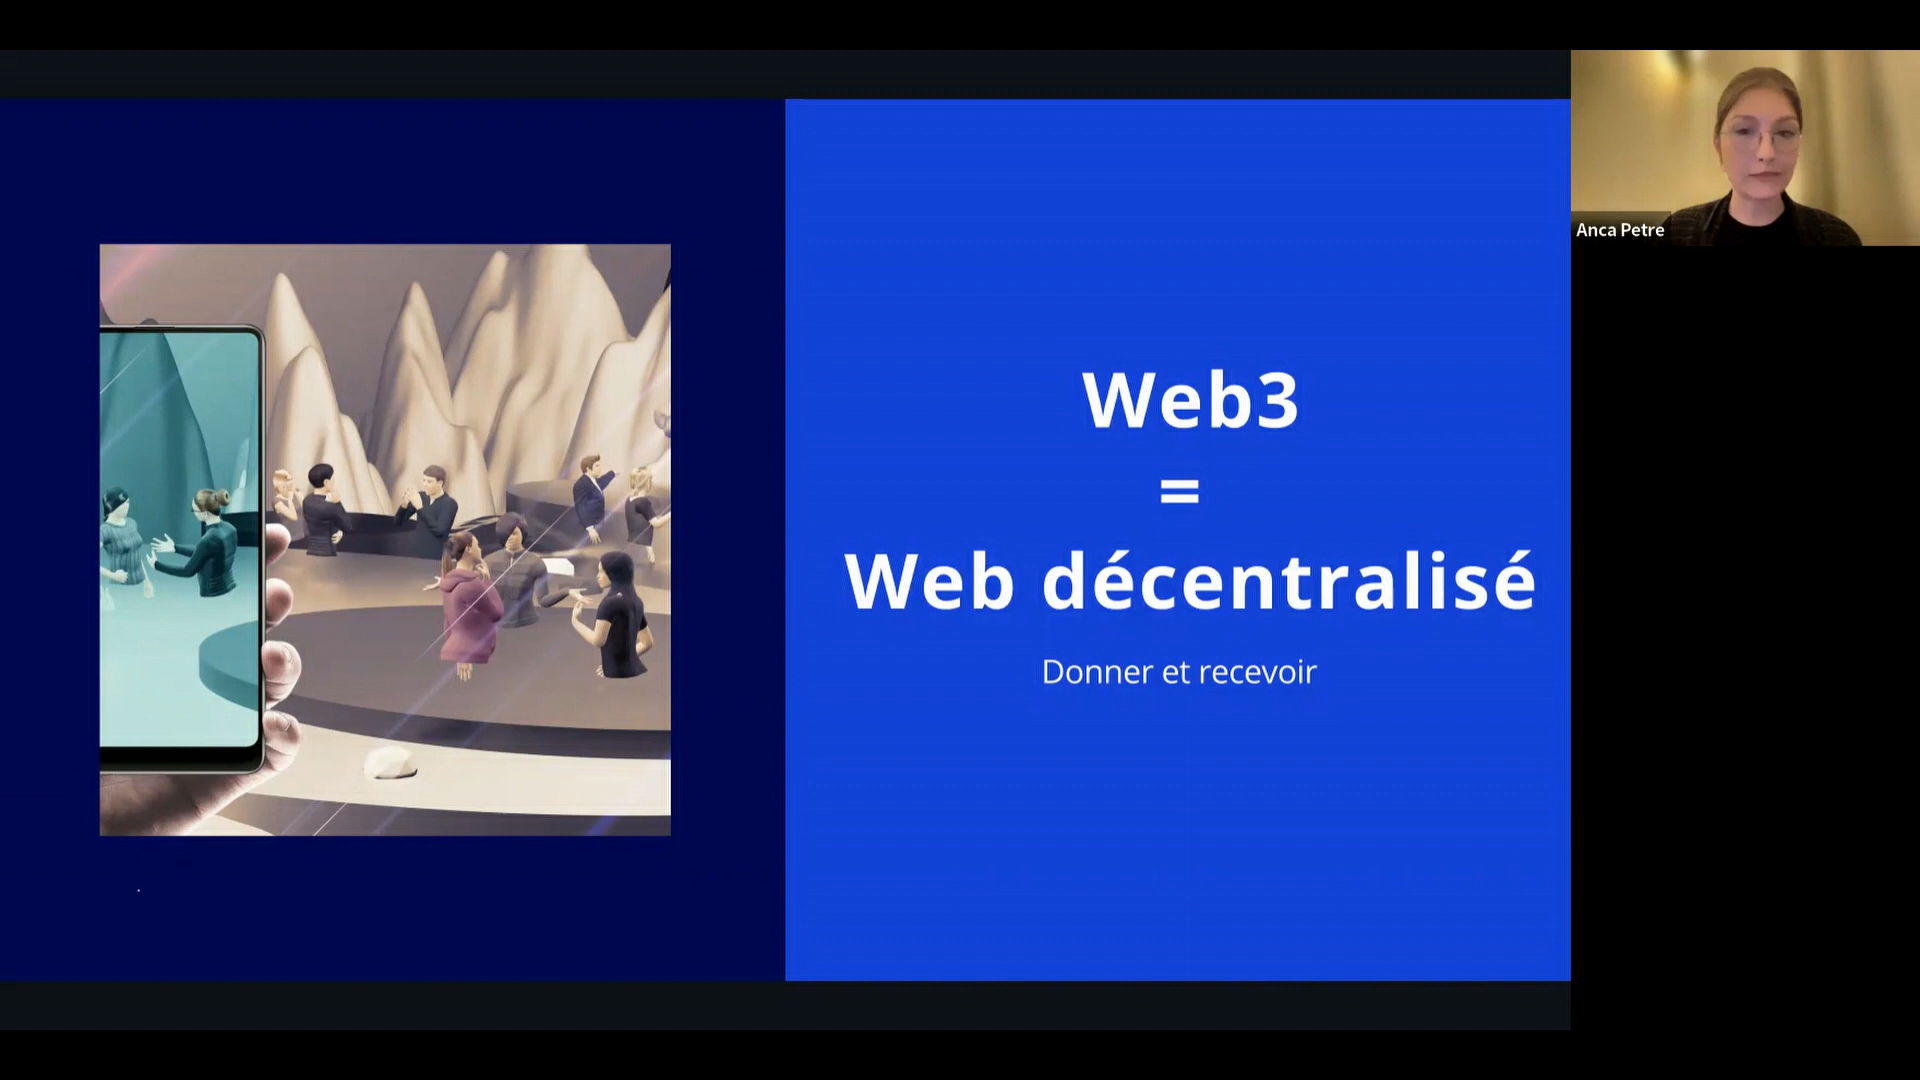 Web3
=
Web décentralisé
Donner et recevoir
Anca Petre